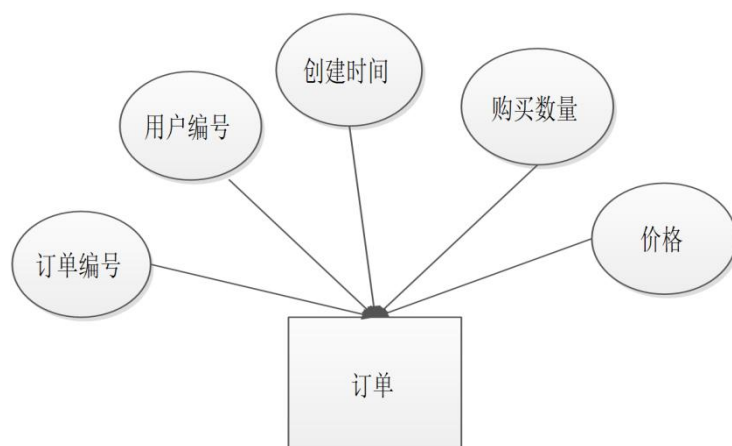 创建时间
购买数量
用户编号
价格
订单编号
订单